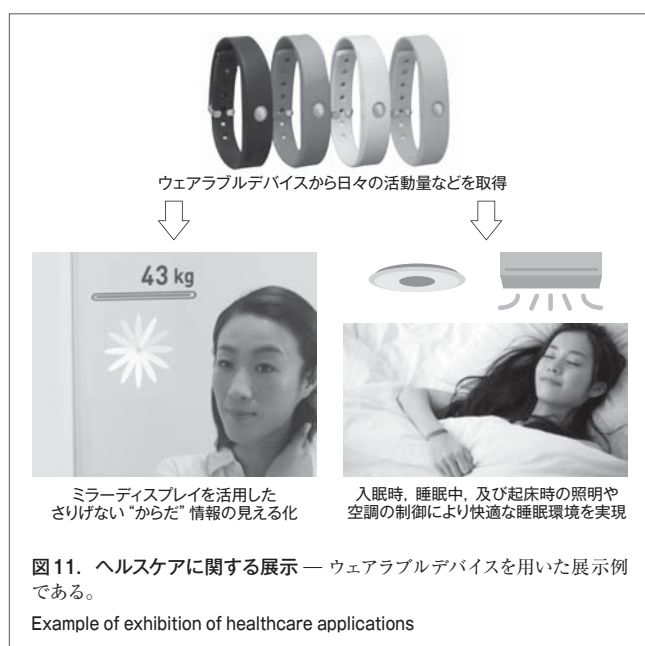 ウェアラブルデバイスから日々の活動量などを取得
43 kg
ミラーディスプレイを活用した
さりげない“からだ”情報の見える化
入眠時,睡眠中,及び起床時の照明や
空調の制御により快適な睡眠環境を実現
図11. ヘルスケアに関する展示 — ウェアラブルデバイスを用いた展示例
である。
Example of exhibition of healthcare applications